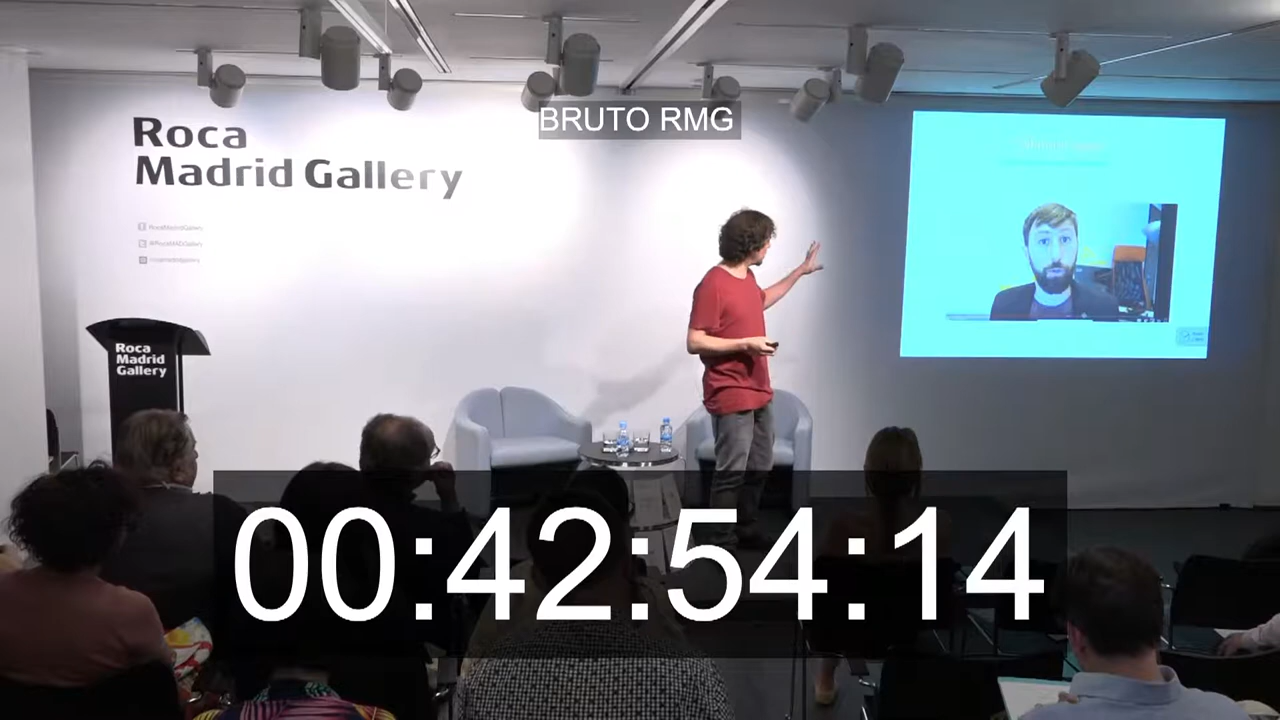 BRUTO RMG
Roca
Madrid Gallery
Roca
Madrid
Gallery
00:42:54:14